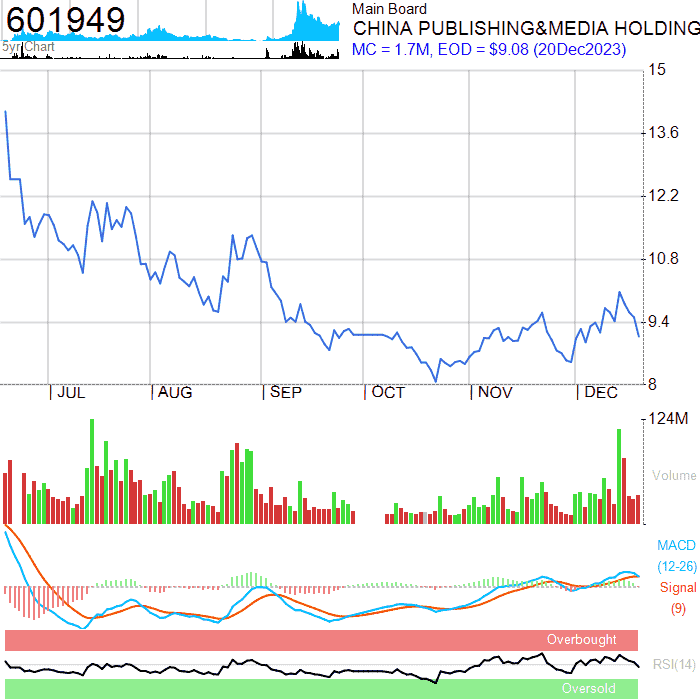 601949
Main Board
CHINA PUBLISHING&MEDIA HOLDING
5yr Chart
MC = 1.7M, EOD = $9.08 (20Dec2023)
15
13.6
12.2
10.8
9.4
8
JUL
AUG
SEP
OCT
NOV
DEC
124M
Volume
MACD
(12-26)
Signal
(9)
Overbought
RSI(14)
Oversold